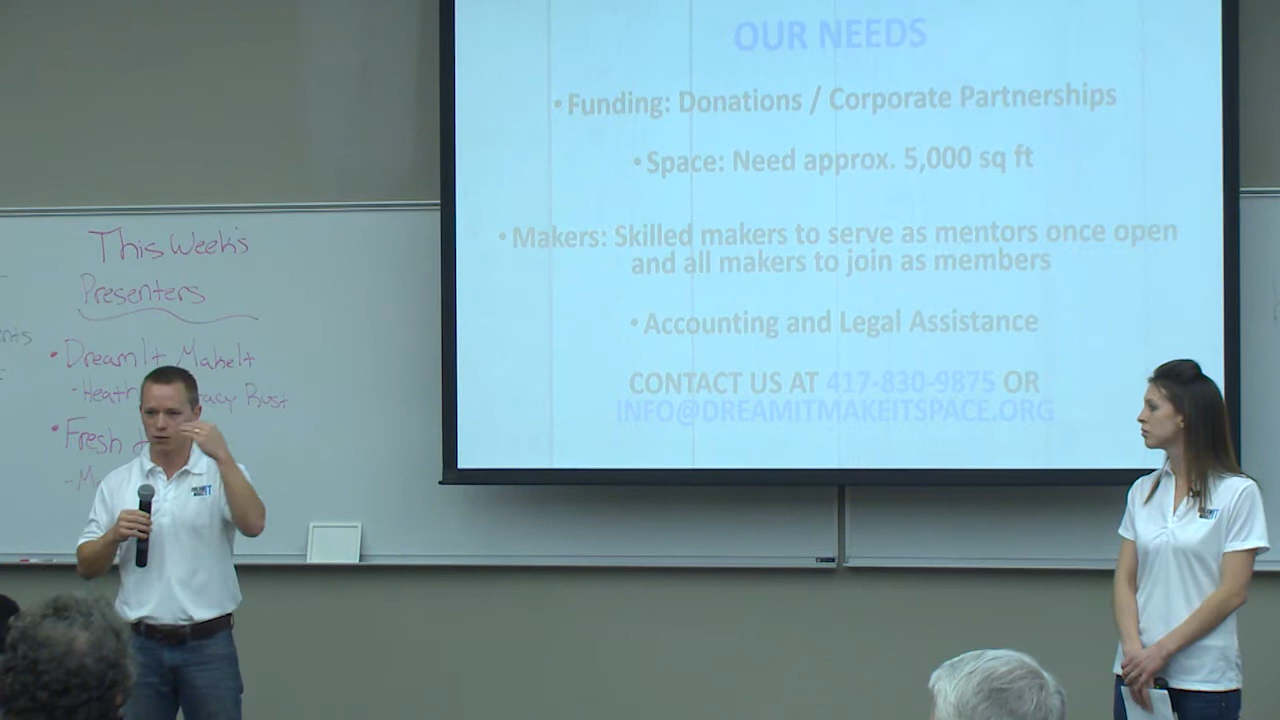 OUR NEEDS
• Funding: Donations / Corporate Partnerships
• Space: Need approx. 5,000 sq ft
• Makers: Skilled makers to serve as mentors once open
and all makers to join as members
• Accounting and Legal Assistance
CONTACT US AT 417-830-9875 OR
INFO@DREAMITMAKEITSPACE.ORG
This Week's
Presenters
• DreamIt MakeIt
Rust
• Fresh